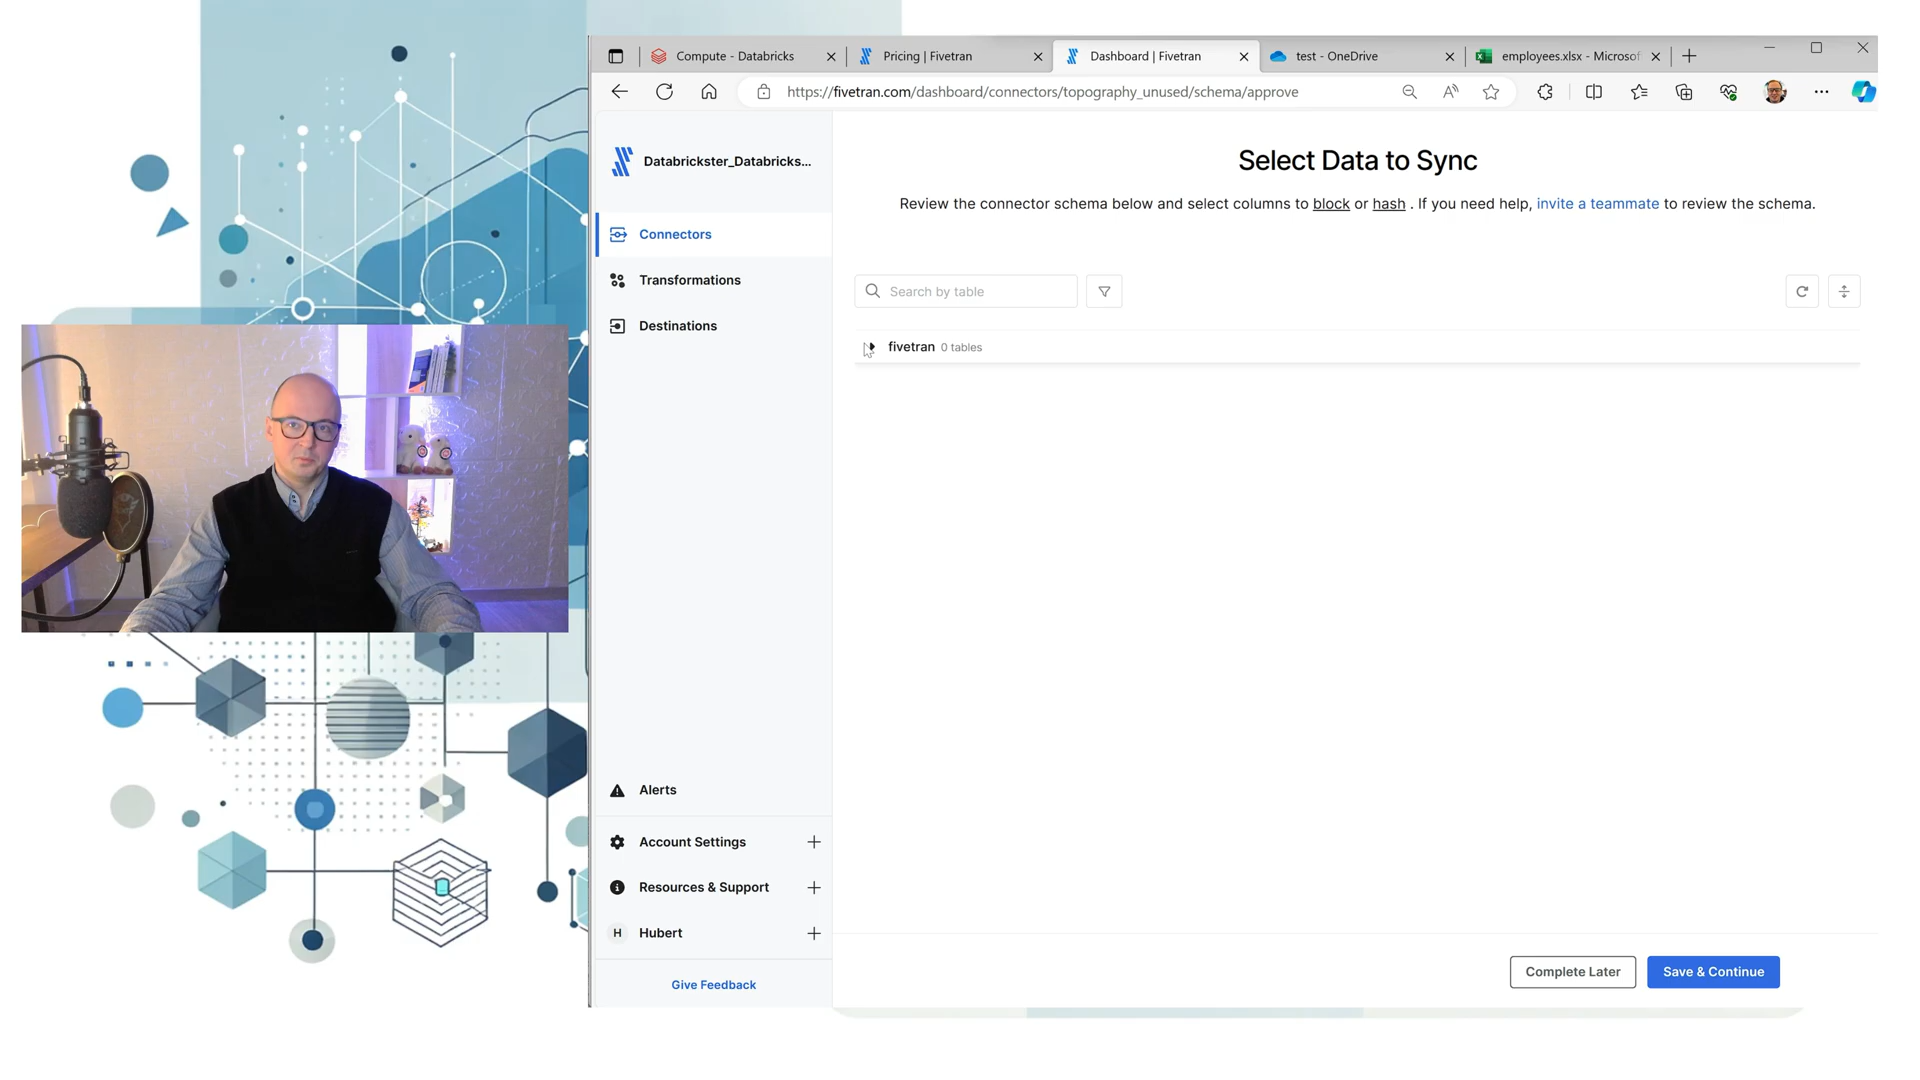 Compute - Databricks
Pricing | Fivetran
Dashboard | Fivetran
test - OneDrive
employees.xlsx - Microsof
https://fivetran.com/dashboard/connectors/topography_unused/schema/approve
Databrickster_Databricks...
Connectors
Transformations
Destinations
Alerts
Account Settings
Resources & Support
H Hubert
Give Feedback
Select Data to Sync
Review the connector schema below and select columns to block or hash . If you need help, invite a teammate to review the schema.
Search by table
fivetran 0 tables
Complete Later
Save & Continue